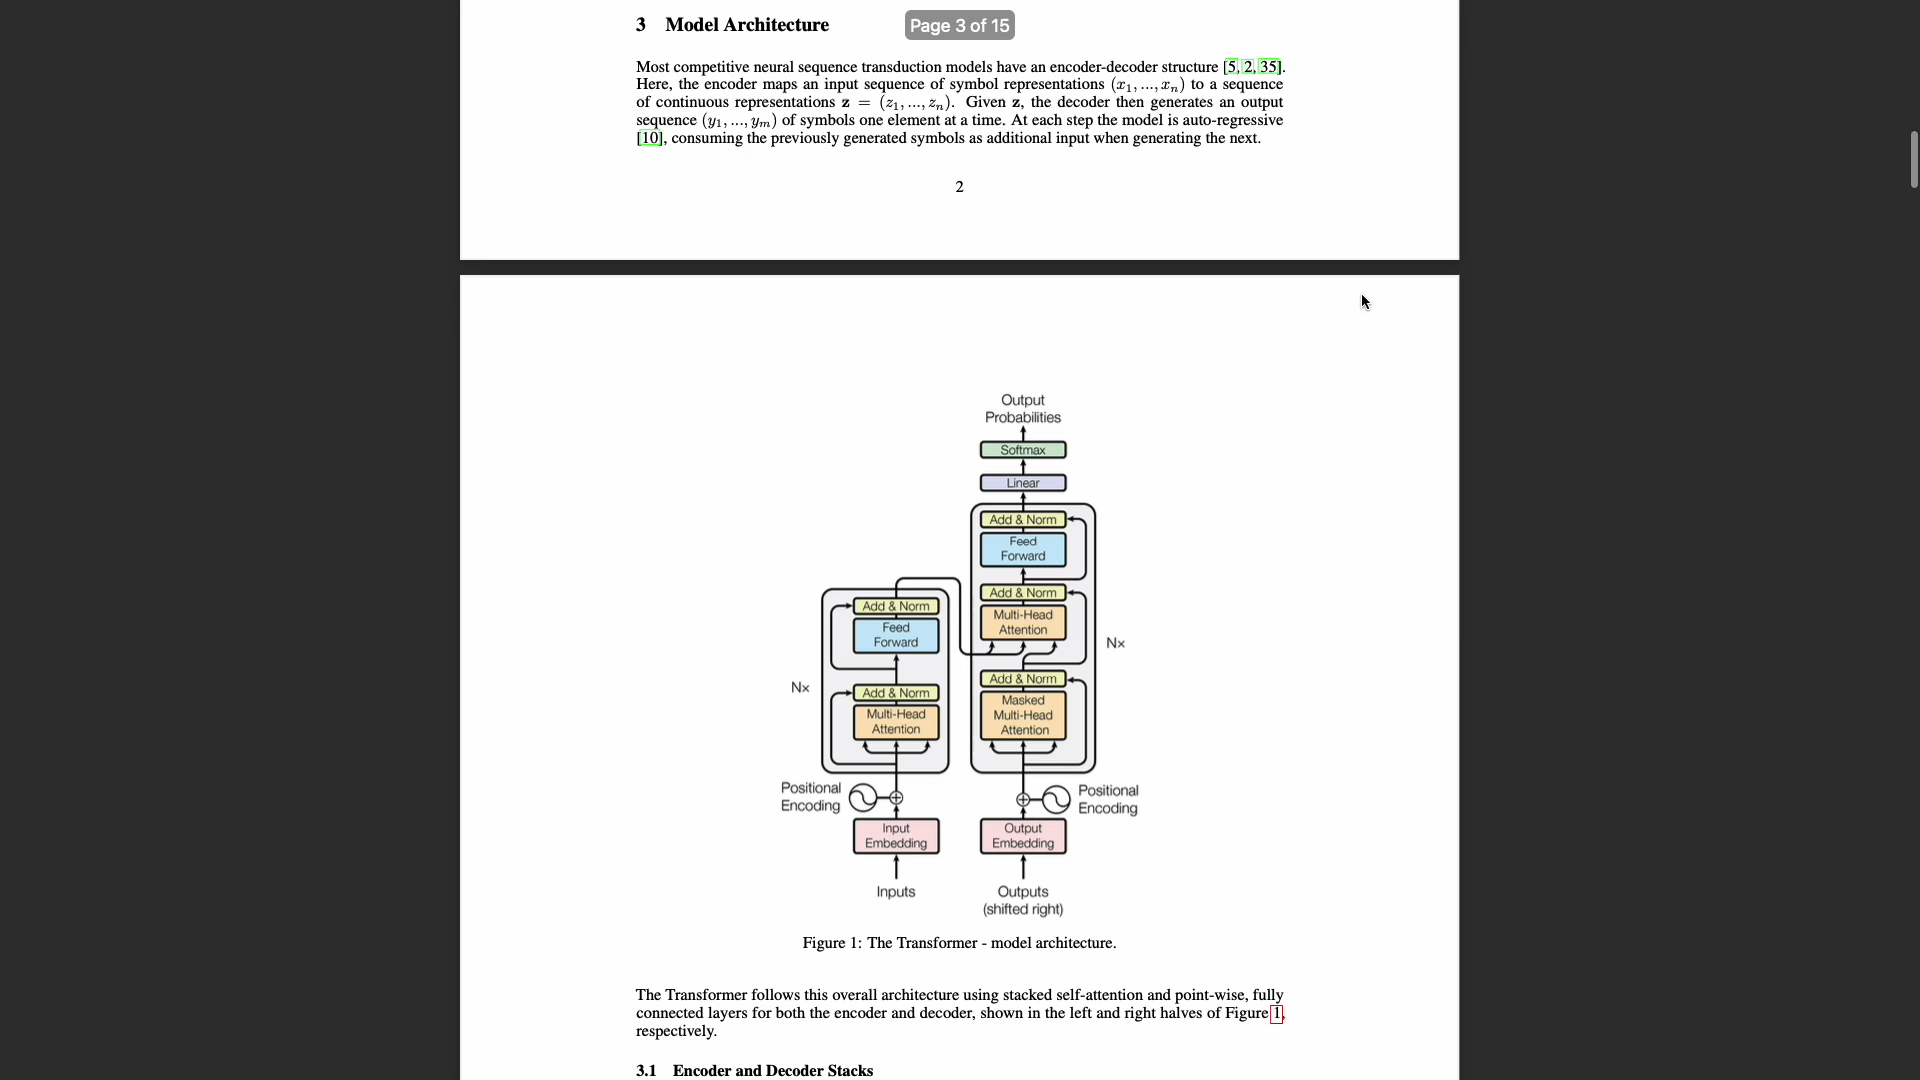 3 Model Architecture
Page 3 of 15
Most competitive neural sequence transduction models have an encoder-decoder structure [5, 2, 35].
Here, the encoder maps an input sequence of symbol representations (x₁, ..., xₙ) to a sequence
of continuous representations z = (z₁, ..., zₙ). Given z, the decoder then generates an output
sequence (y₁, ..., yₘ) of symbols one element at a time. At each step the model is auto-regressive
[10], consuming the previously generated symbols as additional input when generating the next.
2
Output
Probabilities
Softmax
Linear
Add & Norm
Feed
Forward
Add & Norm
Multi-Head
Attention
Nx
Add & Norm
Masked
Multi-Head
Attention
Add & Norm
Feed
Forward
Nx
Add & Norm
Multi-Head
Attention
Positional
Encoding
Positional
Encoding
Input
Embedding
Output
Embedding
Inputs
Outputs
(shifted right)
Figure 1: The Transformer - model architecture.
The Transformer follows this overall architecture using stacked self-attention and point-wise, fully
connected layers for both the encoder and decoder, shown in the left and right halves of Figure 1,
respectively.
3.1 Encoder and Decoder Stacks